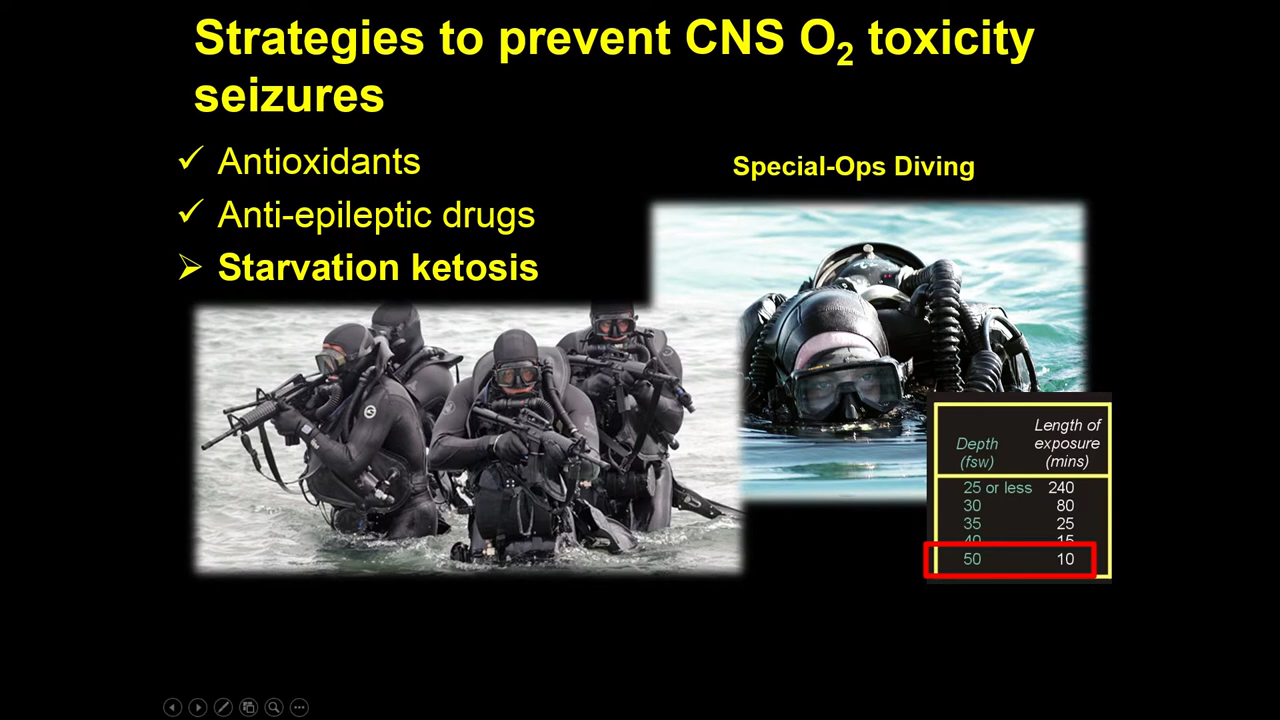 Strategies to prevent CNS O₂ toxicity
seizures
✓ Antioxidants
✓ Anti-epileptic drugs
➢ Starvation ketosis
Special-Ops Diving
Depth (fsw) Length of exposure (mins)
25 or less 240
30 80
35 25
40 15
50 10